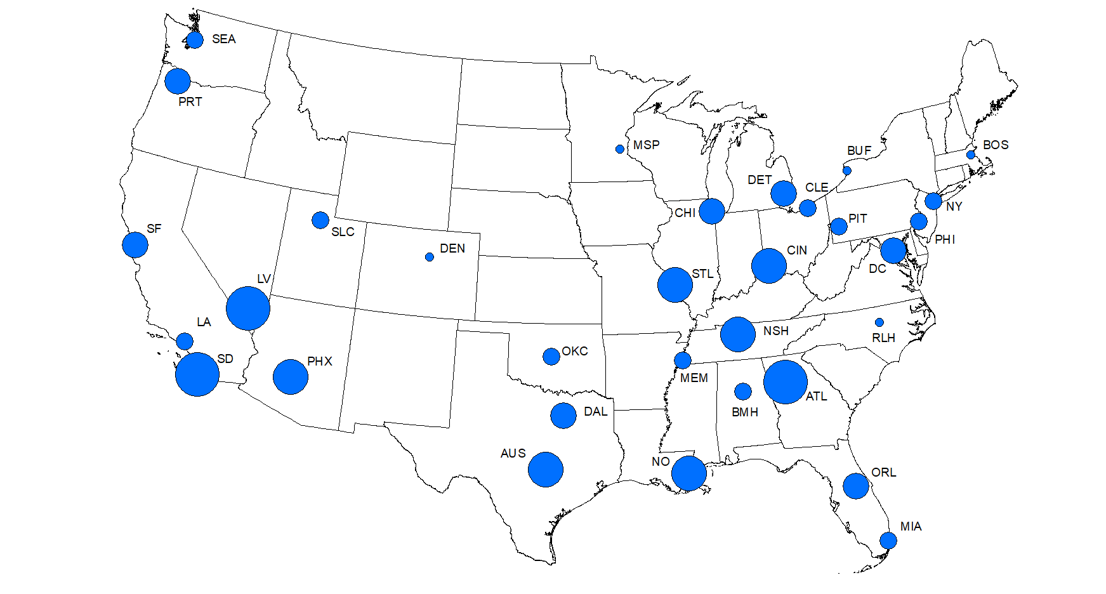 SEA
PRT
MSP
BOS
BUF
DET
CLE
NY
CHI
PIT
SF
SLC
PHI
DEN
CIN
DC
LV
STL
LA
NSH
RLH
SD
PHX
OKC
MEM
ATL
BMH
DAL
AUS
NO
ORL
MIA